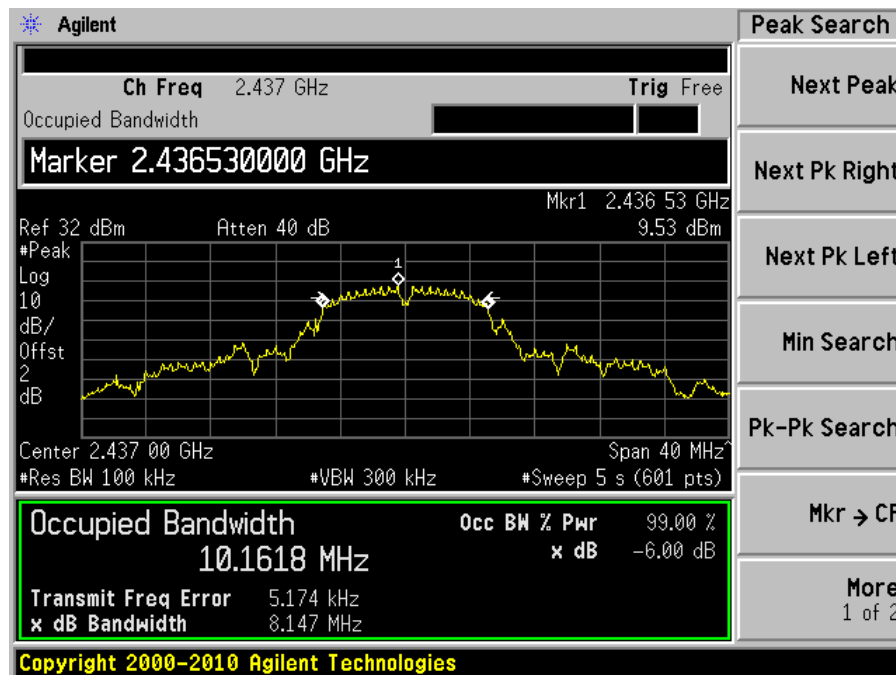 Agilent
Peak Search
Ch Freq 2.437 GHz Trig Free
Occupied Bandwidth
Marker 2.436530000 GHz
Mkr1 2.436 53 GHz
Ref 32 dBm Atten 40 dB 9.53 dBm
#Peak
Log
10
dB/
Offst
2
dB
1
Center 2.437 00 GHz Span 40 MHz^
#Res BW 100 kHz #VBW 300 kHz #Sweep 5 s (601 pts)
Occupied Bandwidth
10.1618 MHz
Occ BW % Pwr 99.00 %
x dB -6.00 dB
Transmit Freq Error 5.174 kHz
x dB Bandwidth 8.147 MHz
Copyright 2000-2010 Agilent Technologies
Next Peak
Next Pk Right
Next Pk Left
Min Search
Pk-Pk Search
Mkr → CF
More
1 of 2